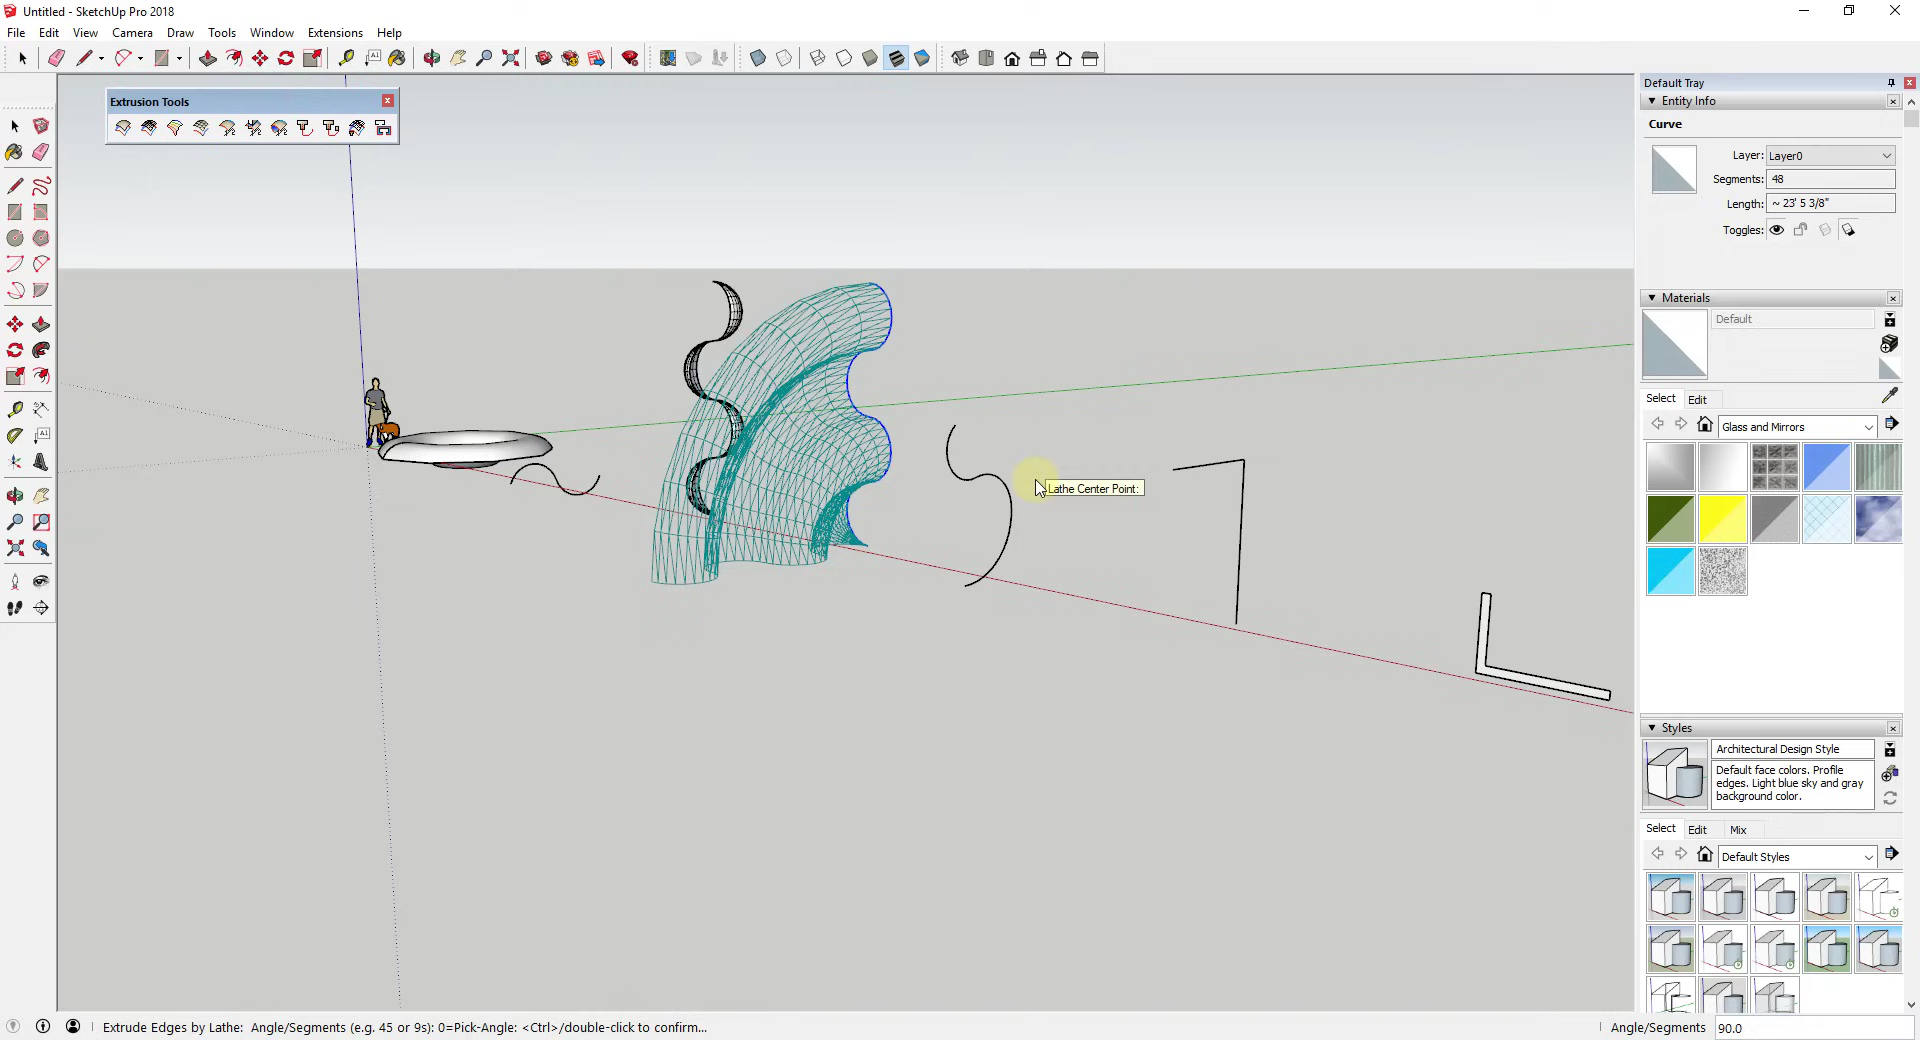 Untitled - SketchUp Pro 2018
File Edit View Camera Draw Tools Window Extensions Help
Extrusion Tools
Default Tray
Entity Info
Curve
Layer: Layer0
Segments: 48
Length: ~ 23' 5 3/8"
Toggles:
Materials
Default
Select Edit
Glass and Mirrors
Lathe Center Point:
Styles
Architectural Design Style
Default face colors. Profile
edges. Light blue sky and gray
background color.
Select Edit Mix
Default Styles
Extrude Edges by Lathe: Angle/Segments (e.g. 45 or 9s): 0=Pick-Angle: <Ctrl>/double-click to confirm...
Angle/Segments 90.0